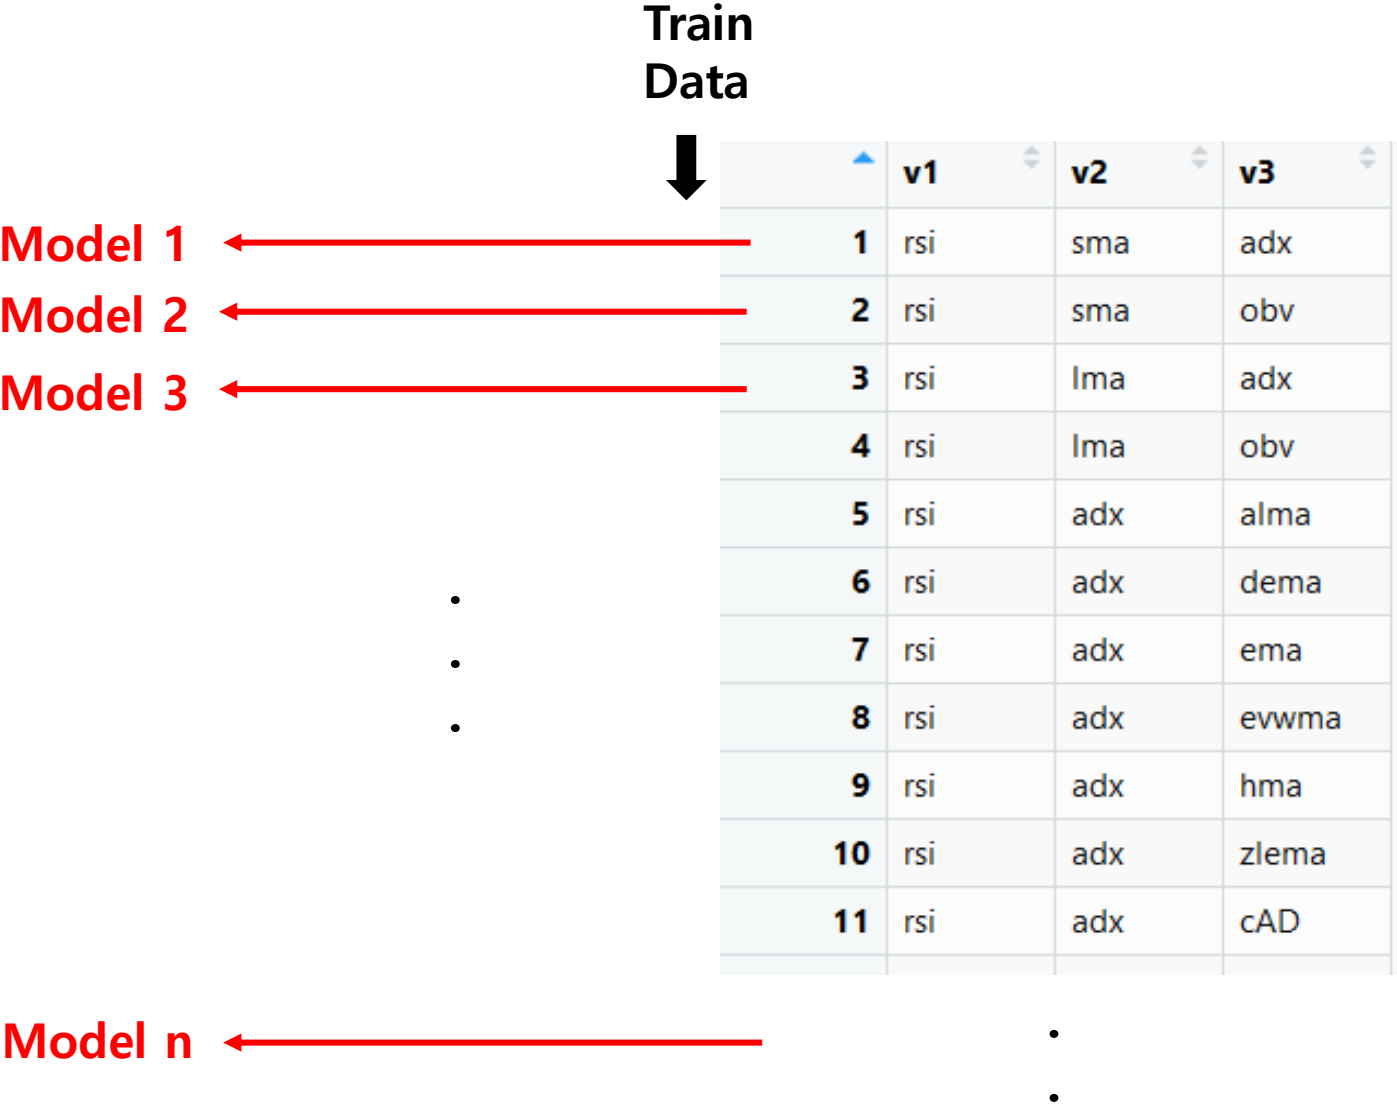 Train
Data
v1 v2 v3
Model 1 1 rsi sma adx
Model 2 2 rsi sma obv
Model 3 3 rsi lma adx
4 rsi lma obv
5 rsi adx alma
6 rsi adx dema
7 rsi adx ema
8 rsi adx evwma
9 rsi adx hma
10 rsi adx zlema
11 rsi adx cAD
Model n